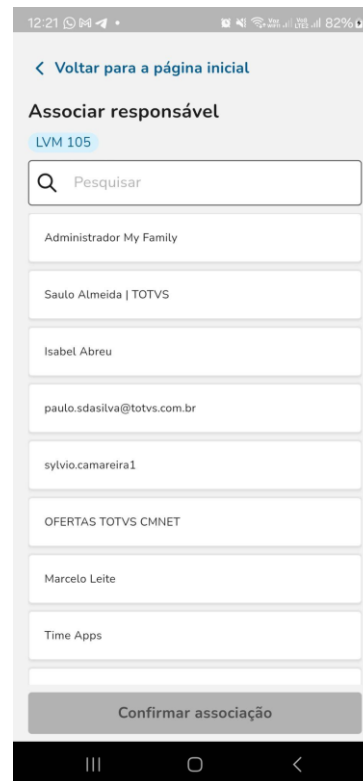 12:21
82%
Voltar para a página inicial
Associar responsável
LVM 105
Pesquisar
Administrador My Family
Saulo Almeida | TOTVS
Isabel Abreu
paulo.sdasilva@totvs.com.br
sylvio.camareira1
OFERTAS TOTVS CMNET
Marcelo Leite
Time Apps
Confirmar associação